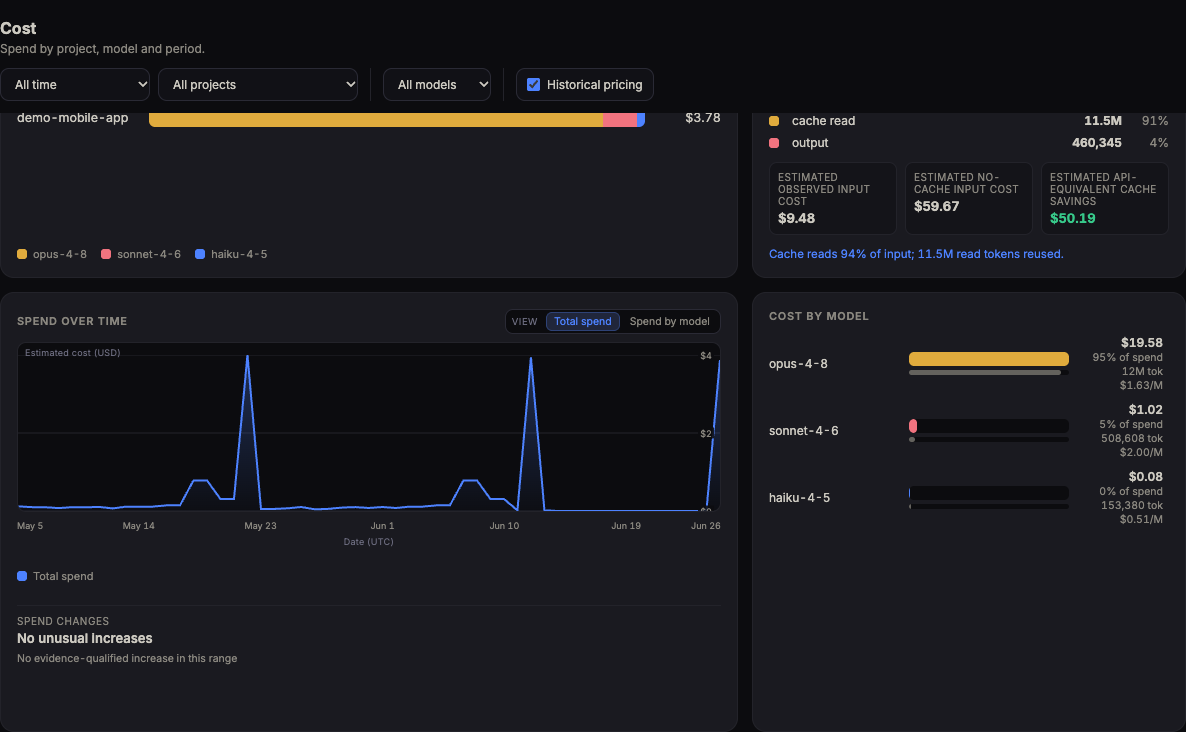 Cost
Spend by project, model and period.
All time
All projects
All models
Historical pricing
demo-mobile-app
$3.78
opus-4-8
sonnet-4-6
haiku-4-5
cache read
11.5M
91%
output
460,345
4%
ESTIMATED
OBSERVED INPUT
COST
$9.48
ESTIMATED NO-
CACHE INPUT COST
$59.67
ESTIMATED API-
EQUIVALENT CACHE
SAVINGS
$50.19
Cache reads 94% of input; 11.5M read tokens reused.
SPEND OVER TIME
VIEW
Total spend
Spend by model
Estimated cost (USD)
$4
$2
$0
May 5
May 14
May 23
Jun 1
Jun 10
Jun 19
Jun 26
Date (UTC)
Total spend
SPEND CHANGES
No unusual increases
No evidence-qualified increase in this range
COST BY MODEL
opus-4-8
$19.58
95% of spend
12M tok
$1.63/M
sonnet-4-6
$1.02
5% of spend
508,608 tok
$2.00/M
haiku-4-5
$0.08
0% of spend
153,380 tok
$0.51/M